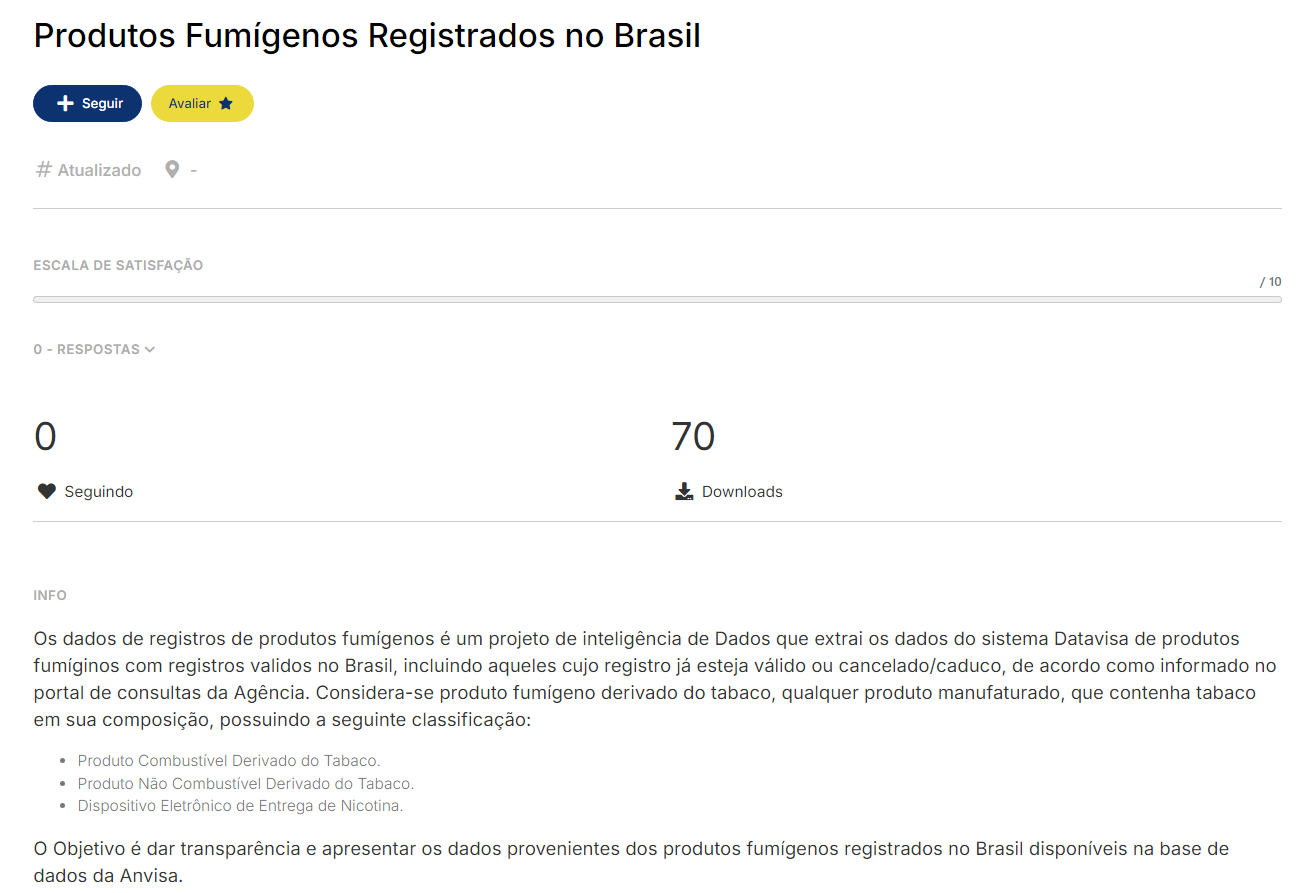 Produtos Fumígenos Registrados no Brasil
Seguir
Avaliar
# Atualizado
-
ESCALA DE SATISFAÇÃO
/ 10
0 - RESPOSTAS
0
70
Seguindo
Downloads
INFO
Os dados de registros de produtos fumígenos é um projeto de inteligência de Dados que extrai os dados do sistema Datavisa de produtos
fumíginos com registros validos no Brasil, incluindo aqueles cujo registro já esteja válido ou cancelado/caduco, de acordo como informado no
portal de consultas da Agência. Considera-se produto fumígeno derivado do tabaco, qualquer produto manufaturado, que contenha tabaco
em sua composição, possuindo a seguinte classificação:
• Produto Combustível Derivado do Tabaco.
• Produto Não Combustível Derivado do Tabaco.
• Dispositivo Eletrônico de Entrega de Nicotina.
O Objetivo é dar transparência e apresentar os dados provenientes dos produtos fumígenos registrados no Brasil disponíveis na base de
dados da Anvisa.